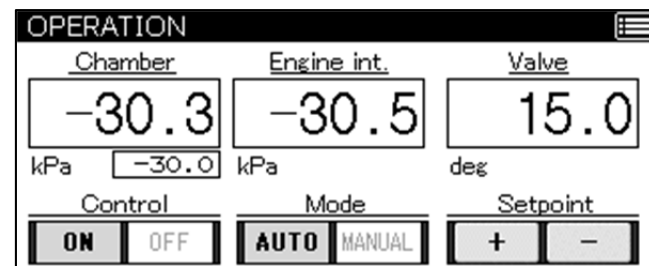 OPERATION
Chamber Engine int. Valve
-30.3 -30.5 15.0
kPa -30.0 kPa deg
Control Mode Setpoint
ON OFF AUTO MANUAL + -